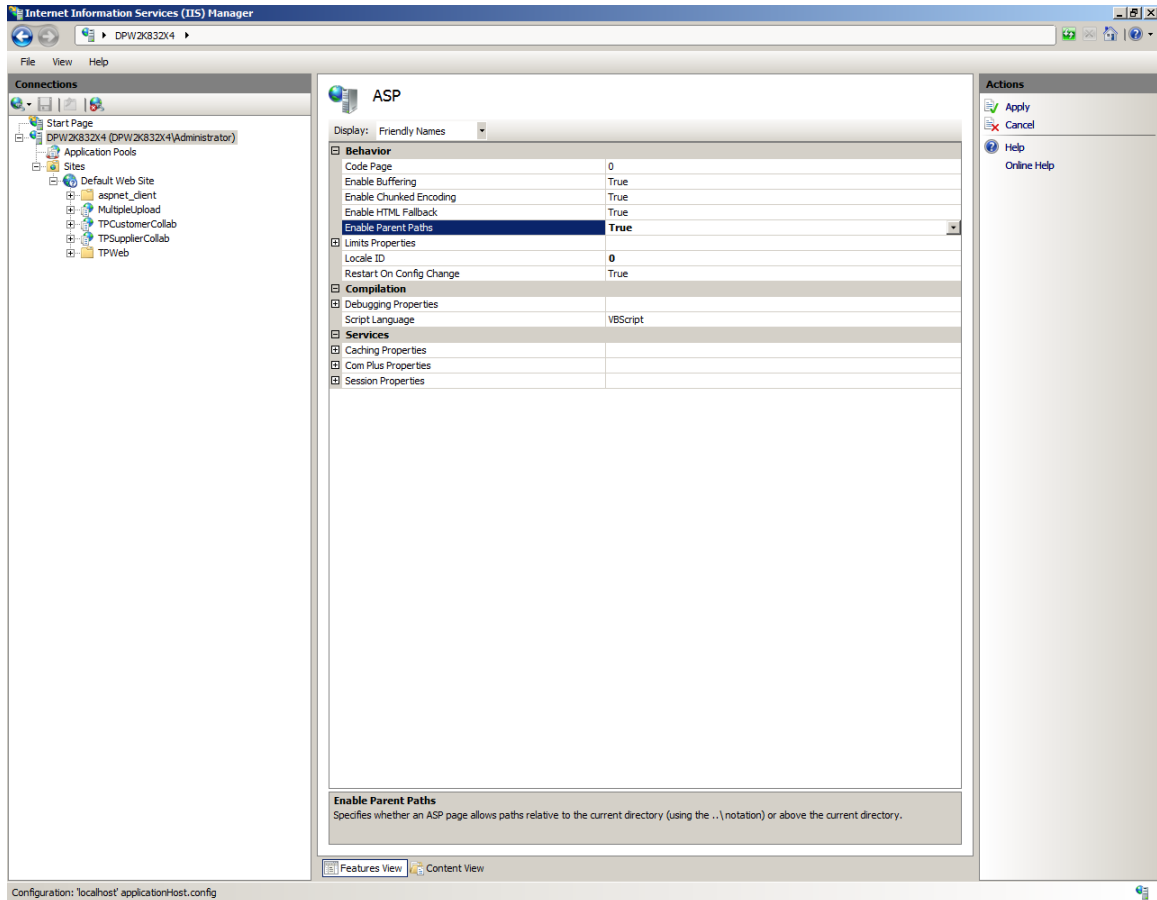 Internet Information Services (IIS) Manager
DPW2K832X4
File View Help
Connections
Start Page
DPW2K832X4 (DPW2K832X4\Administrator)
Application Pools
Sites
Default Web Site
aspnet_client
MultipleUpload
TPCustomerCollab
TPSupplierCollab
TPWeb
ASP
Display: Friendly Names
Behavior
Code Page 0
Enable Buffering True
Enable Chunked Encoding True
Enable HTML Fallback True
Enable Parent Paths True
Limits Properties
Locale ID 0
Restart On Config Change True
Compilation
Debugging Properties
Script Language VBScript
Services
Caching Properties
Com Plus Properties
Session Properties
Enable Parent Paths
Specifies whether an ASP page allows paths relative to the current directory (using the ..\ notation) or above the current directory.
Features View Content View
Actions
Apply
Cancel
Help
Online Help
Configuration: 'localhost' applicationHost.config